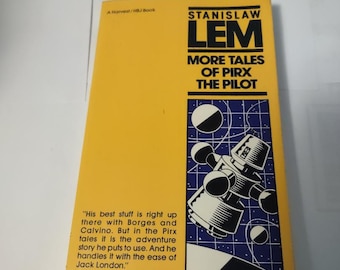 A Harvest/HBJ Book
STANISLAW
LEM
MORE TALES
OF PIRX
THE PILOT
"His best stuff is right up
there with Borges and
Calvino. But in the Pirx
tales it is the adventure
story he puts to use. And he
handles it with the ease of
Jack London."